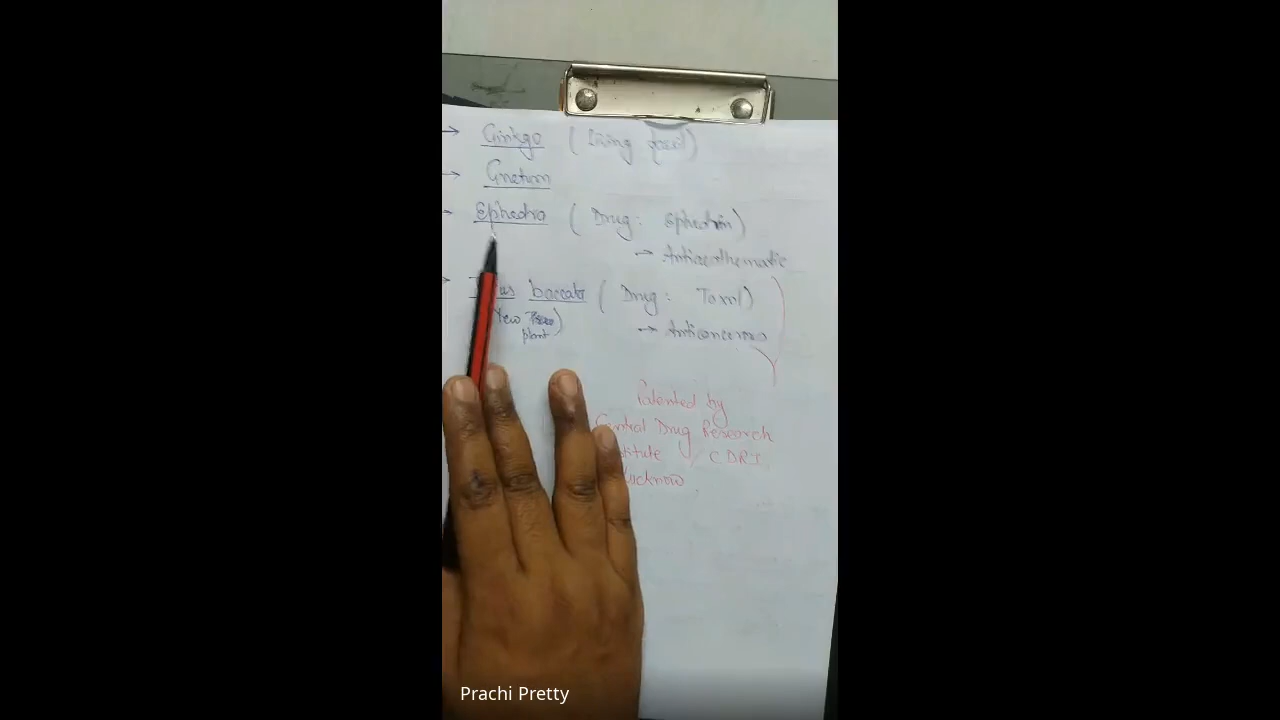 → Ginkgo (Living fossil)
→ Gnetum
→ Ephedra (Drug: Ephedrin)
→ Antiasthematic
baccata (Drug: Taxol)
(Yew plant)
→ Anticancerous
Patented by
Central Drug Research
CDRI
Lucknow
Prachi Pretty